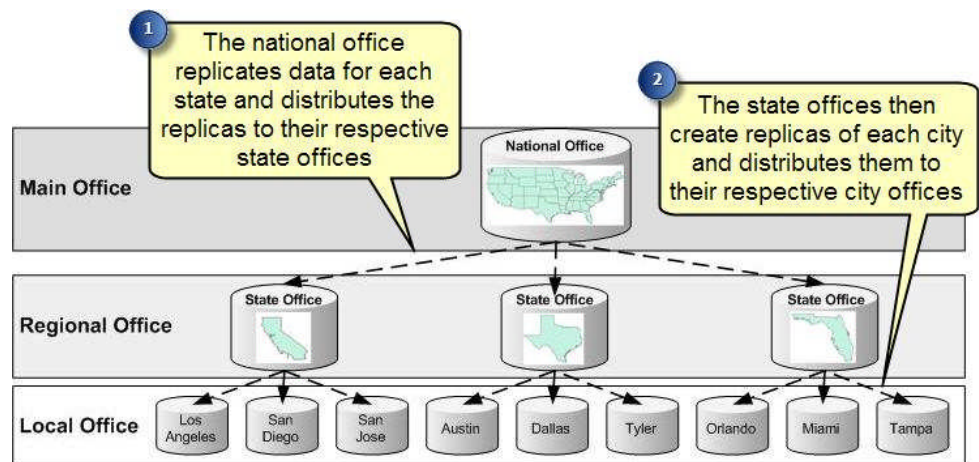 1
The national office
replicates data for each
state and distributes the
replicas to their respective
state offices
2
The state offices then
create replicas of each city
and distributes them to
their respective city offices
Main Office
National Office
Regional Office
State Office
State Office
State Office
Local Office
Los
Angeles
San
Diego
San
Jose
Austin
Dallas
Tyler
Orlando
Miami
Tampa